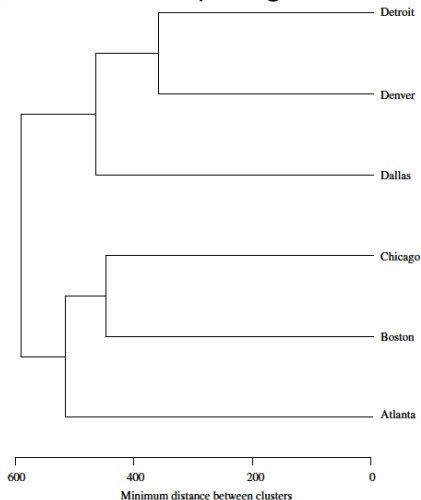 Detroit
Denver
Dallas
Chicago
Boston
Atlanta
600 400 200 0
Minimum distance between clusters